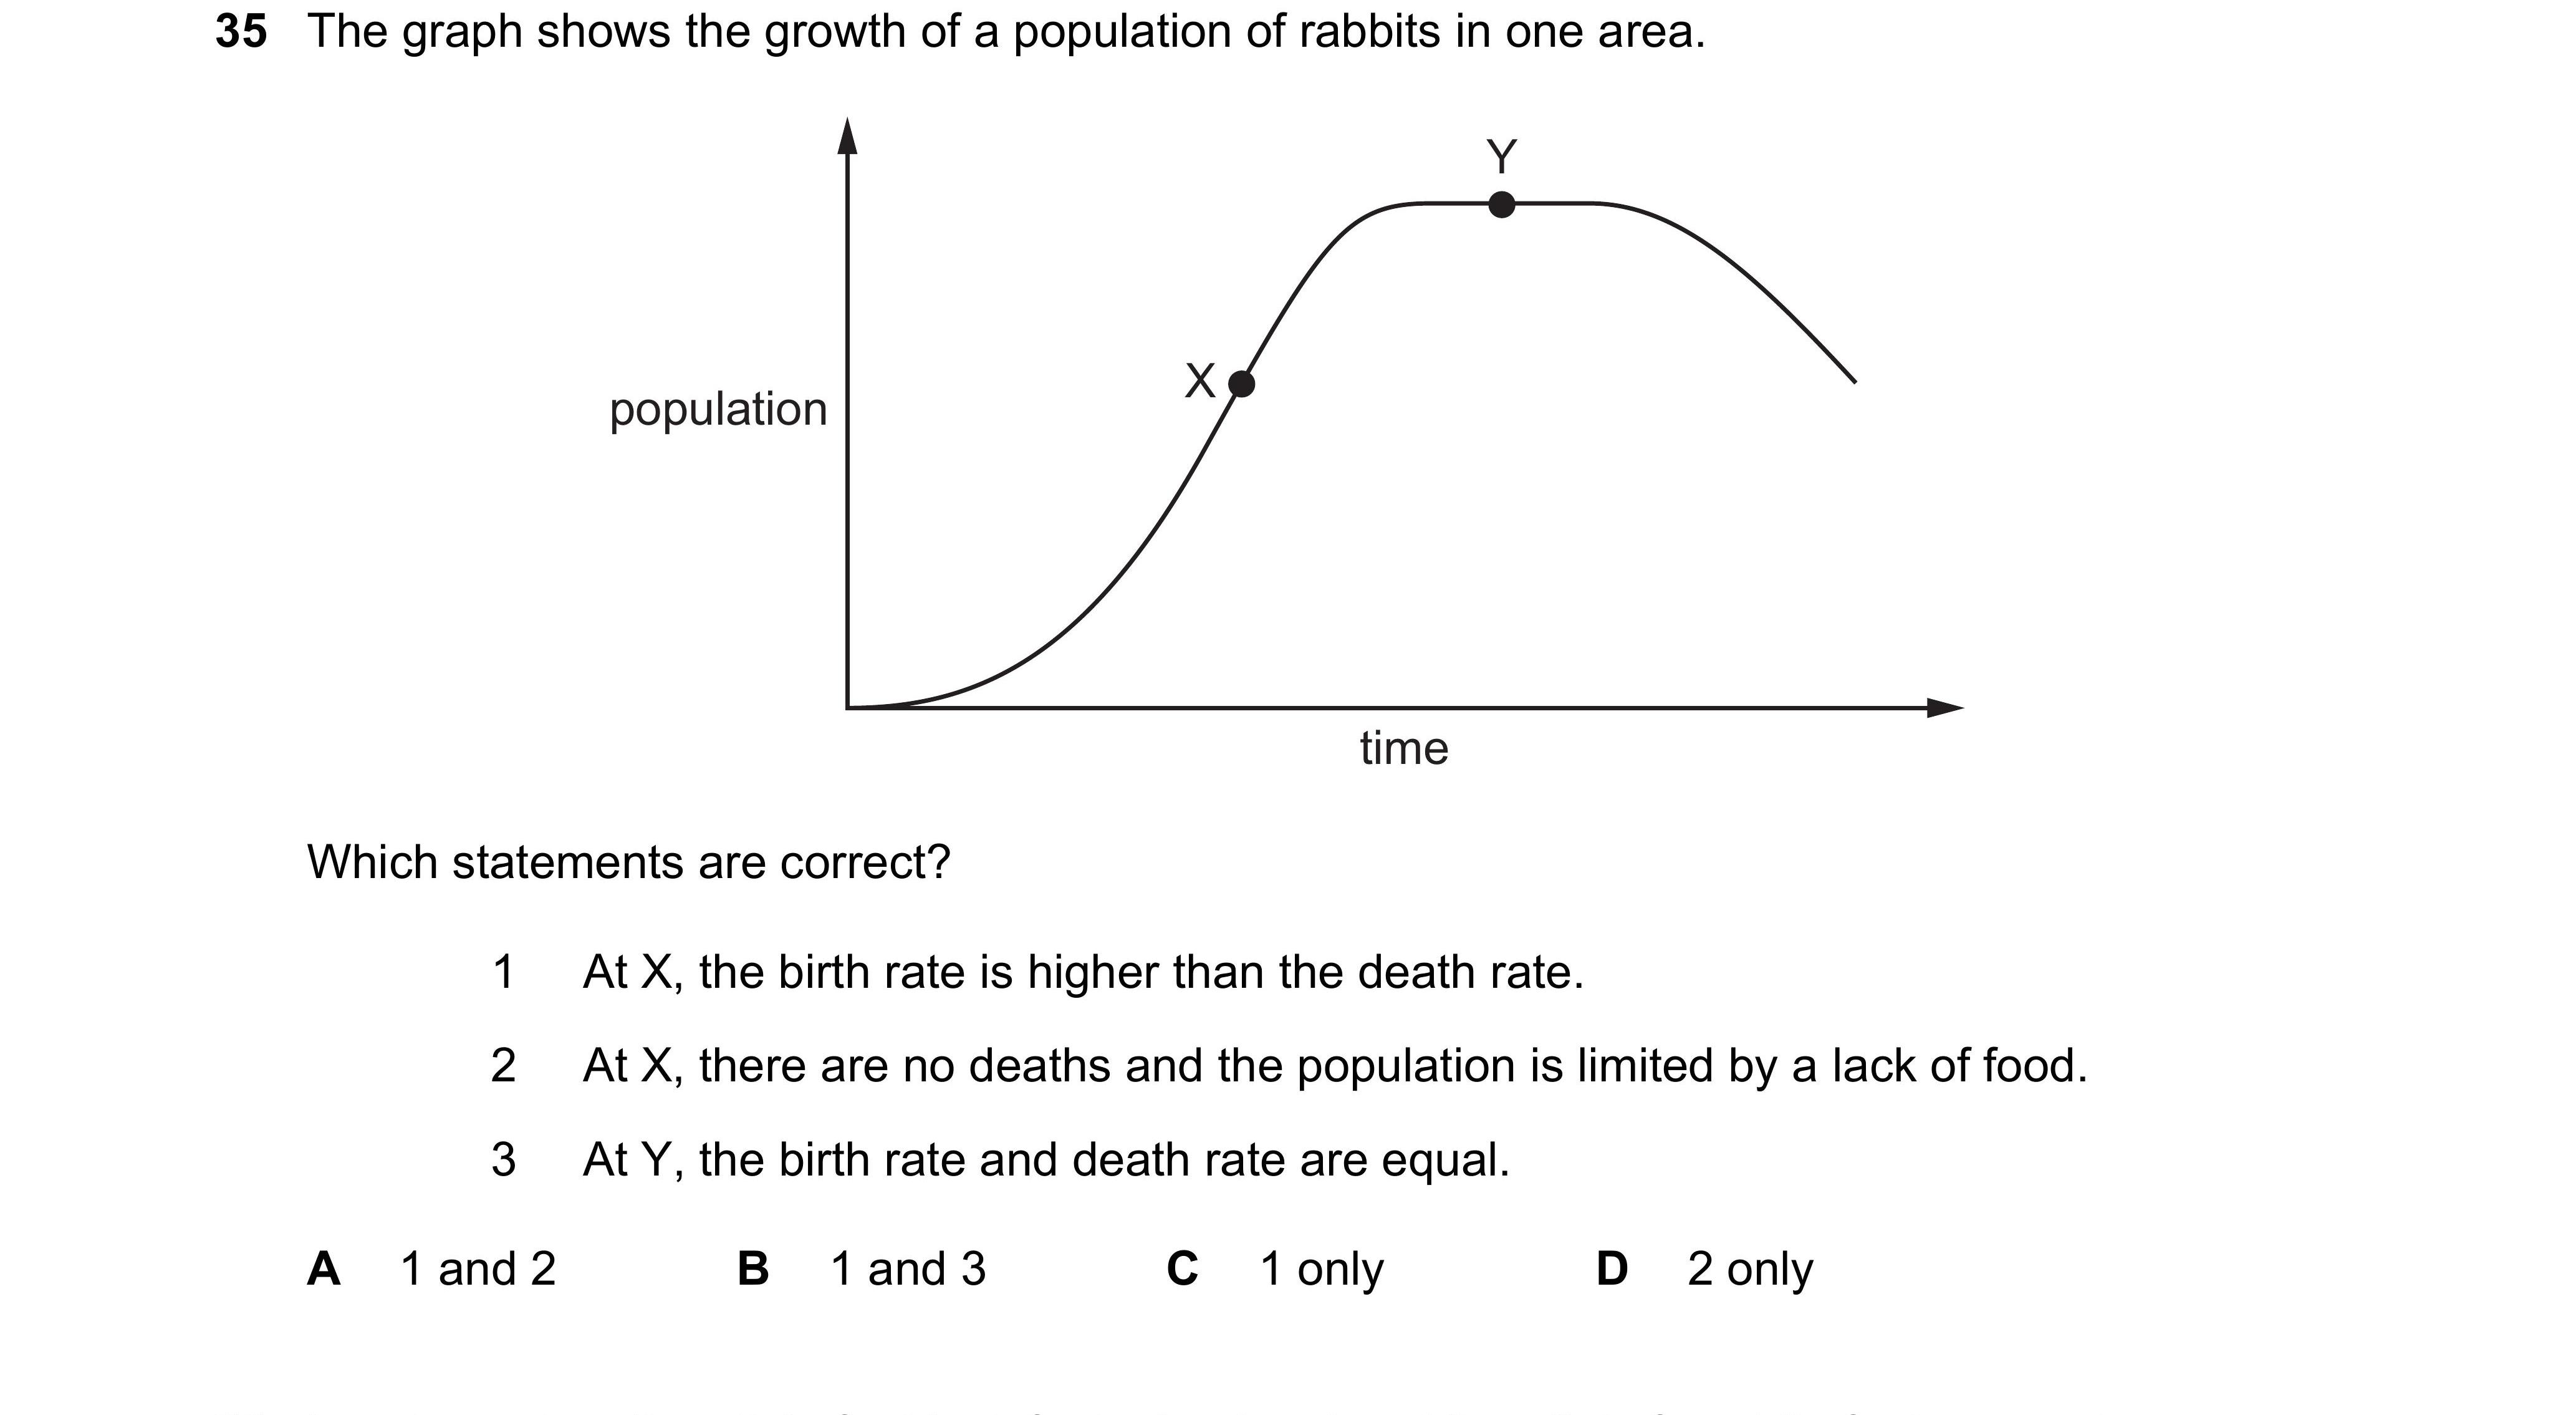 35 The graph shows the growth of a population of rabbits in one area.
Y
X
population
time
Which statements are correct?
1 At X, the birth rate is higher than the death rate.
2 At X, there are no deaths and the population is limited by a lack of food.
3 At Y, the birth rate and death rate are equal.
A 1 and 2 B 1 and 3 C 1 only D 2 only